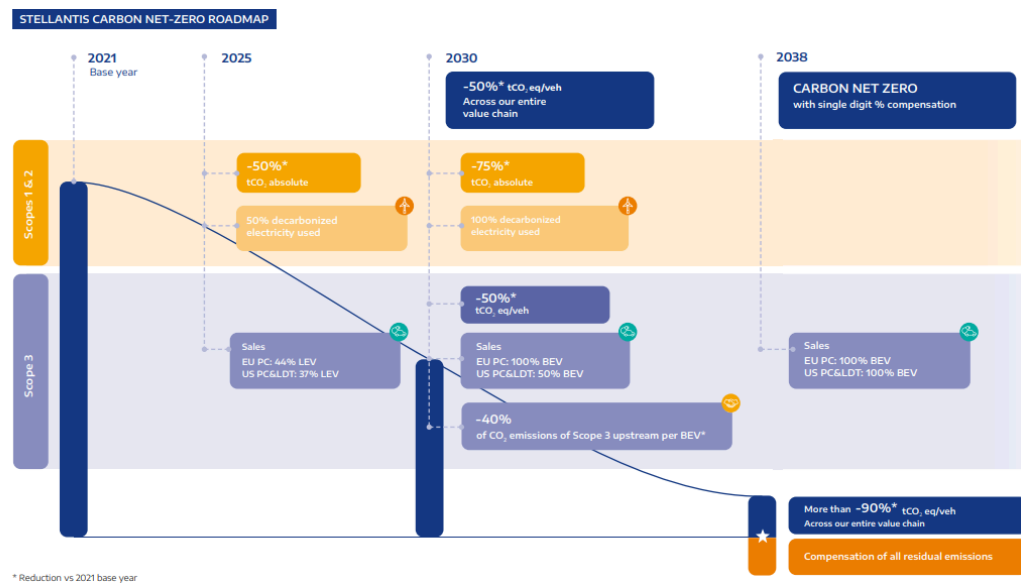 STELLANTIS CARBON NET-ZERO ROADMAP
2021
Base year
2025
2030
2038
-50%* tCO₂ eq/veh
Across our entire
value chain
CARBON NET ZERO
with single digit % compensation
Scopes 1 & 2
-50%*
tCO₂ absolute
50% decarbonized
electricity used
-75%*
tCO₂ absolute
100% decarbonized
electricity used
Scope 3
Sales
EU PC: 44% LEV
US PC&LDT: 37% LEV
-50%*
tCO₂ eq/veh
Sales
EU PC: 100% BEV
US PC&LDT: 50% BEV
-40%
of CO₂ emissions of Scope 3 upstream per BEV*
Sales
EU PC: 100% BEV
US PC&LDT: 100% BEV
More than -90%* tCO₂ eq/veh
Across our entire value chain
Compensation of all residual emissions
* Reduction vs 2021 base year